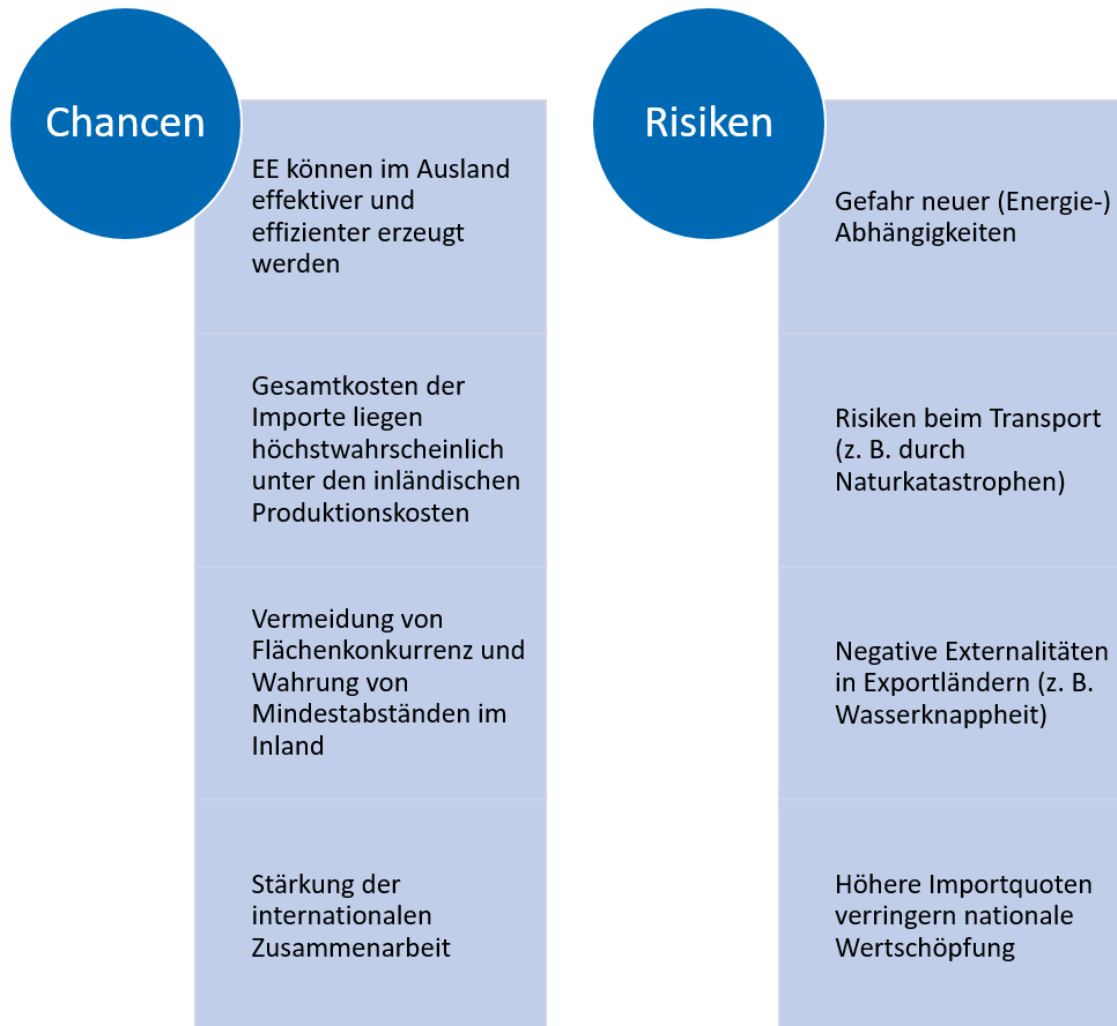 Chancen
EE können im Ausland
effektiver und
effizienter erzeugt
werden
Gesamtkosten der
Importe liegen
höchstwahrscheinlich
unter den inländischen
Produktionskosten
Vermeidung von
Flächenkonkurrenz und
Wahrung von
Mindestabständen im
Inland
Stärkung der
internationalen
Zusammenarbeit
Risiken
Gefahr neuer (Energie-)
Abhängigkeiten
Risiken beim Transport
(z. B. durch
Naturkatastrophen)
Negative Externalitäten
in Exportländern (z. B.
Wasserknappheit)
Höhere Importquoten
verringern nationale
Wertschöpfung